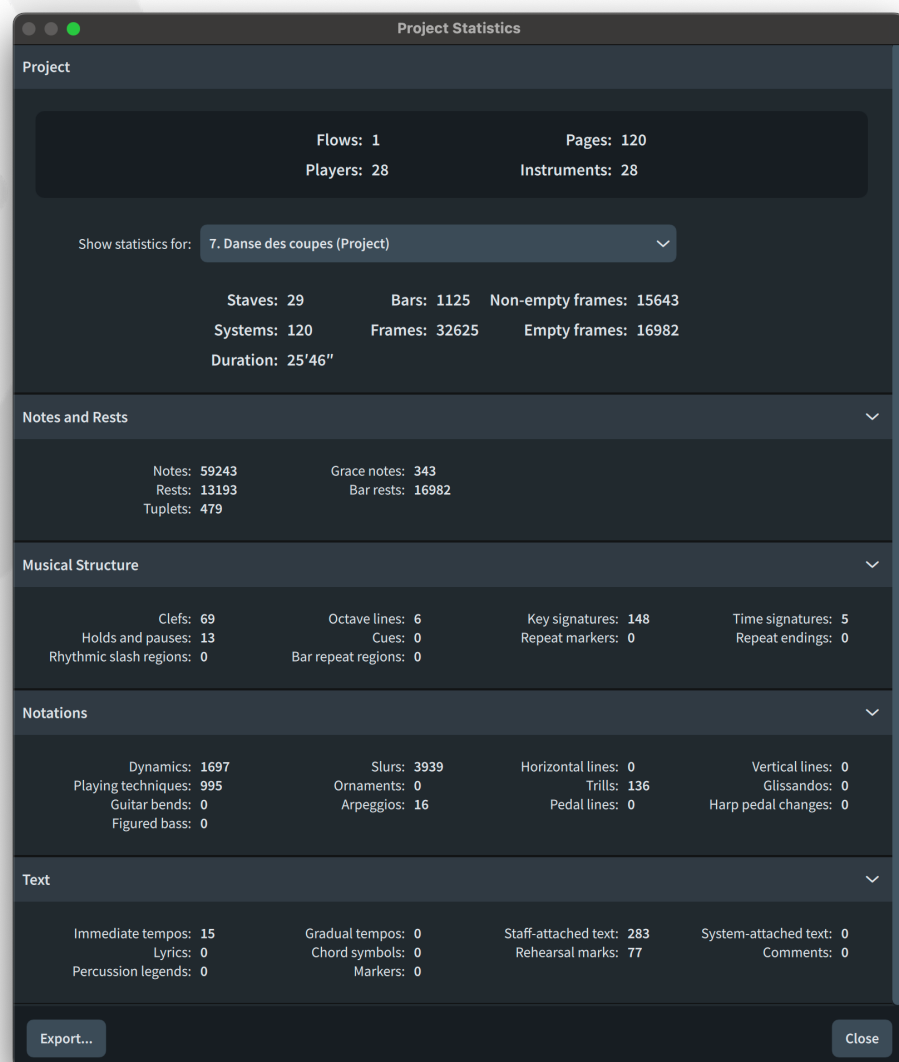 Project Statistics
Project
Flows: 1 Pages: 120
Players: 28 Instruments: 28
Show statistics for: 7. Danse des coupes (Project)
Staves: 29 Bars: 1125 Non-empty frames: 15643
Systems: 120 Frames: 32625 Empty frames: 16982
Duration: 25′46″
Notes and Rests
Notes: 59243 Grace notes: 343
Rests: 13193 Bar rests: 16982
Tuplets: 479
Musical Structure
Clefs: 69 Octave lines: 6 Key signatures: 148 Time signatures: 5
Holds and pauses: 13 Cues: 0 Repeat markers: 0 Repeat endings: 0
Rhythmic slash regions: 0 Bar repeat regions: 0
Notations
Dynamics: 1697 Slurs: 3939 Horizontal lines: 0 Vertical lines: 0
Playing techniques: 995 Ornaments: 0 Trills: 136 Glissandos: 0
Guitar bends: 0 Arpeggios: 16 Pedal lines: 0 Harp pedal changes: 0
Figured bass: 0
Text
Immediate tempos: 15 Gradual tempos: 0 Staff-attached text: 283 System-attached text: 0
Lyrics: 0 Chord symbols: 0 Rehearsal marks: 77 Comments: 0
Percussion legends: 0 Markers: 0
Export... Close